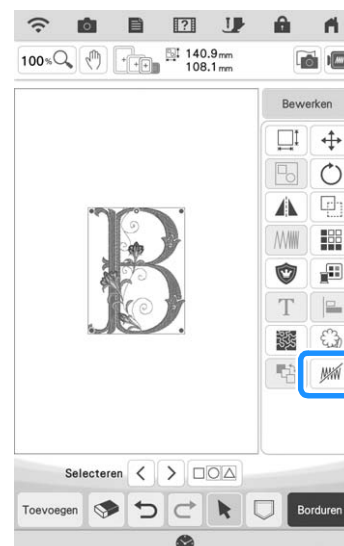 100% 140.9 mm
108.1 mm
Bewerken
B
T
Selecteren
Toevoegen Borduren